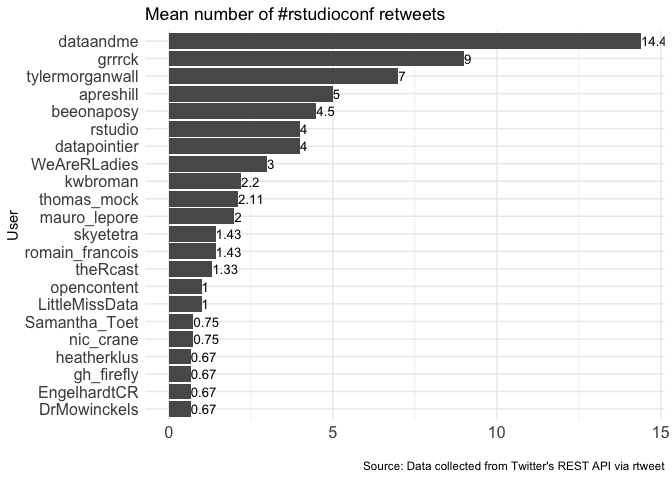 Mean number of #rstudioconf retweets
User
dataandme 14.4
grrrck 9
tylermorganwall 7
apreshill 5
beeonaposy 4.5
rstudio 4
datapointier 4
WeAreRLadies 3
kwbroman 2.2
thomas_mock 2.11
mauro_lepore 2
skyetetra 1.43
romain_francois 1.43
theRcast 1.33
opencontent 1
LittleMissData 1
Samantha_Toet 0.75
nic_crane 0.75
heatherklus 0.67
gh_firefly 0.67
EngelhardtCR 0.67
DrMowinckels 0.67
0 5 10 15
Source: Data collected from Twitter's REST API via rtweet